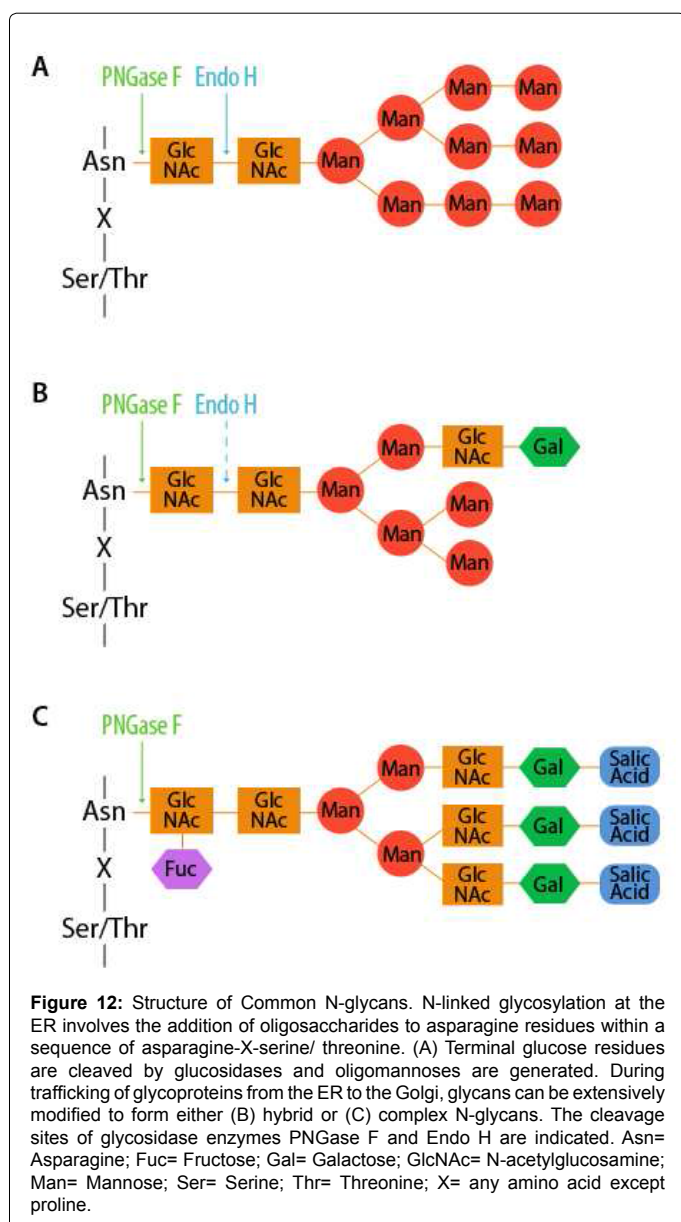 A
PNGase F Endo H
Man Man
Man
Glc NAc Glc NAc Man Man Man
Asn
X Man Man Man
Ser/Thr
B
PNGase F Endo H
Man Glc NAc Gal
Asn Glc NAc Glc NAc Man Man
X Man
Man
Ser/Thr
C
PNGase F
Man Glc NAc Gal Salic Acid
Asn Glc NAc Glc NAc Man Glc NAc Gal Salic Acid
X Fuc Man
Glc NAc Gal Salic Acid
Ser/Thr
Figure 12: Structure of Common N-glycans. N-linked glycosylation at the
ER involves the addition of oligosaccharides to asparagine residues within a
sequence of asparagine-X-serine/ threonine. (A) Terminal glucose residues
are cleaved by glucosidases and oligomannoses are generated. During
trafficking of glycoproteins from the ER to the Golgi, glycans can be extensively
modified to form either (B) hybrid or (C) complex N-glycans. The cleavage
sites of glycosidase enzymes PNGase F and Endo H are indicated. Asn=
Asparagine; Fuc= Fructose; Gal= Galactose; GlcNAc= N-acetylglucosamine;
Man= Mannose; Ser= Serine; Thr= Threonine; X= any amino acid except
proline.